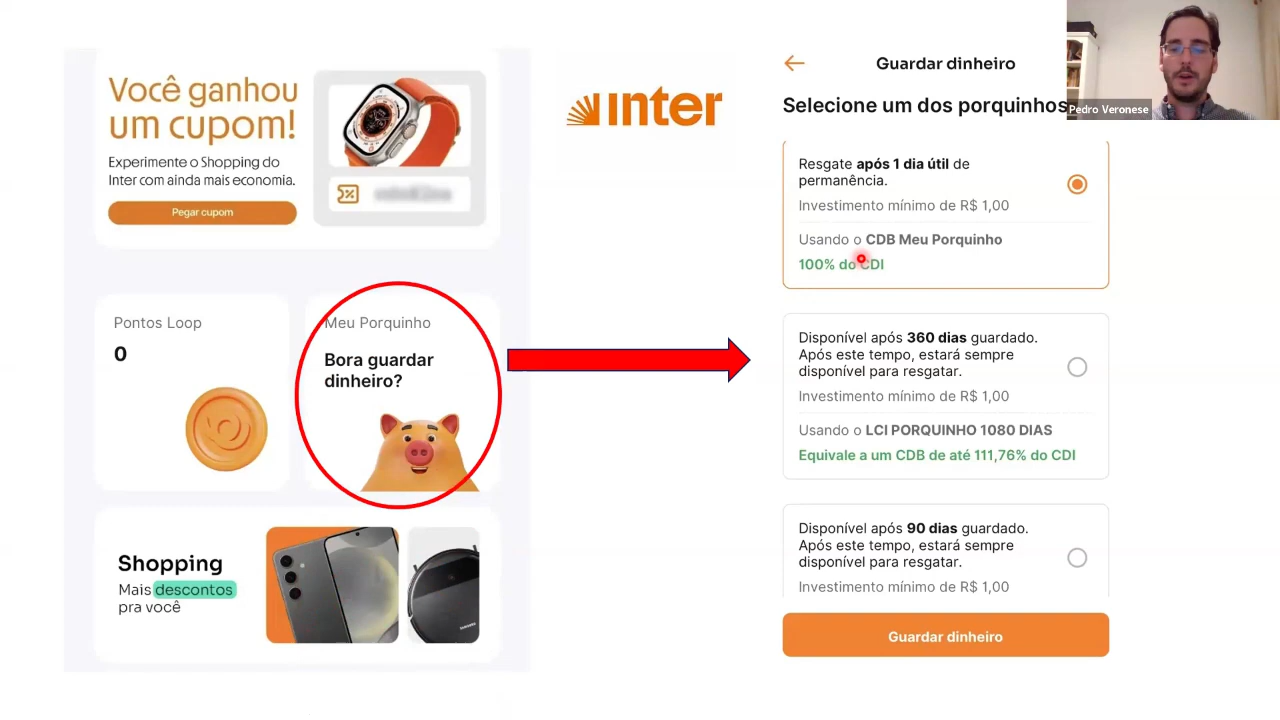 Você ganhou
um cupom!
Experimente o Shopping do
Inter com ainda mais economia.
Pegar cupom
Pontos Loop
0
Meu Porquinho
Bora guardar
dinheiro?
Shopping
Mais descontos
pra você
inter
Guardar dinheiro
Selecione um dos porquinhos
Pedro Veronese
Resgate após 1 dia útil de
permanência.
Investimento mínimo de R$ 1,00
Usando o CDB Meu Porquinho
100% do CDI
Disponível após 360 dias guardado.
Após este tempo, estará sempre
disponível para resgatar.
Investimento mínimo de R$ 1,00
Usando o LCI PORQUINHO 1080 DIAS
Equivale a um CDB de até 111,76% do CDI
Disponível após 90 dias guardado.
Após este tempo, estará sempre
disponível para resgatar.
Investimento mínimo de R$ 1,00
Guardar dinheiro